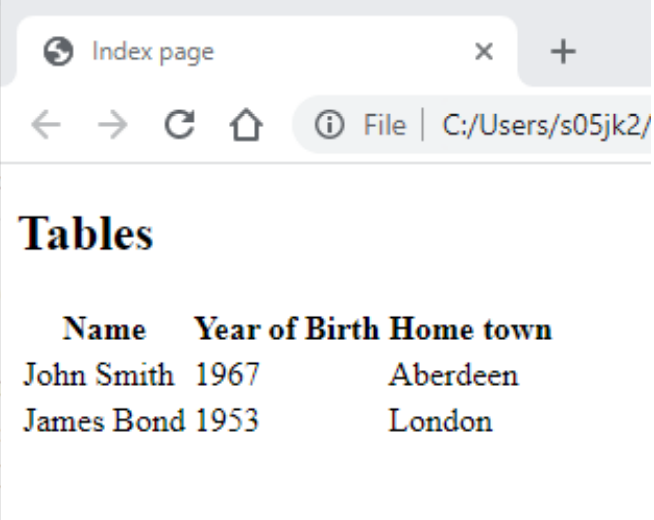 Index page
File C:/Users/s05jk2/
Tables
Name Year of Birth Home town
John Smith 1967 Aberdeen
James Bond 1953 London